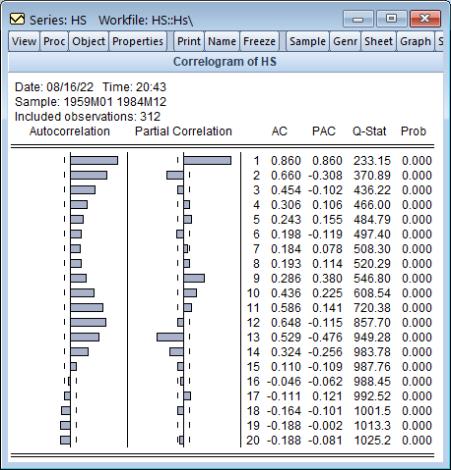 Series: HS   Workfile: HS::Hs\
View Proc Object Properties Print Name Freeze Sample Genr Sheet Graph S
Correlogram of HS
Date: 08/16/22   Time: 20:43
Sample: 1959M01 1984M12
Included observations: 312
Autocorrelation Partial Correlation AC PAC Q-Stat Prob
1 0.860 0.860 233.15 0.000
2 0.660 -0.308 370.89 0.000
3 0.454 -0.102 436.22 0.000
4 0.306 0.106 466.00 0.000
5 0.243 0.155 484.79 0.000
6 0.198 -0.119 497.40 0.000
7 0.184 0.078 508.30 0.000
8 0.193 0.114 520.29 0.000
9 0.286 0.380 546.80 0.000
10 0.436 0.225 608.54 0.000
11 0.586 0.141 720.38 0.000
12 0.648 -0.115 857.70 0.000
13 0.529 -0.476 949.28 0.000
14 0.324 -0.256 983.78 0.000
15 0.110 -0.109 987.76 0.000
16 -0.046 -0.062 988.45 0.000
17 -0.111 0.121 992.52 0.000
18 -0.164 -0.101 1001.5 0.000
19 -0.188 -0.002 1013.3 0.000
20 -0.188 -0.081 1025.2 0.000